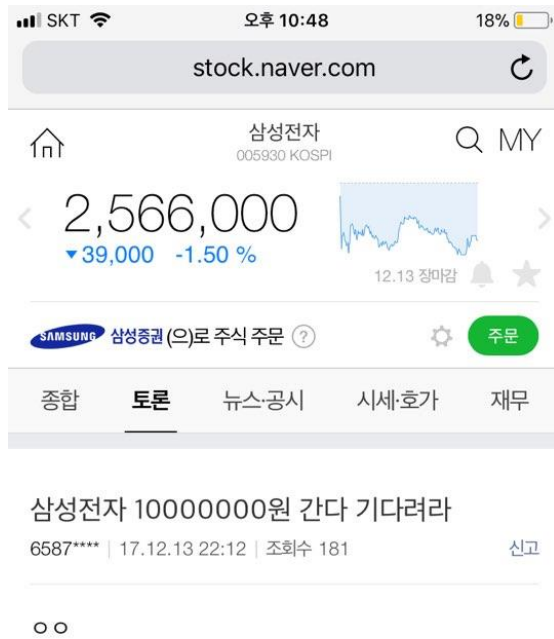 SKT 오후 10:48 18%
stock.naver.com
삼성전자
005930 KOSPI
MY
2,566,000
▼39,000 -1.50 %
12.13 장마감
SAMSUNG 삼성증권 (으)로 주식 주문 ? 주문
종합 토론 뉴스·공시 시세·호가 재무
삼성전자 10000000원 간다 기다려라
6587**** | 17.12.13 22:12 | 조회수 181 신고
ㅇㅇ